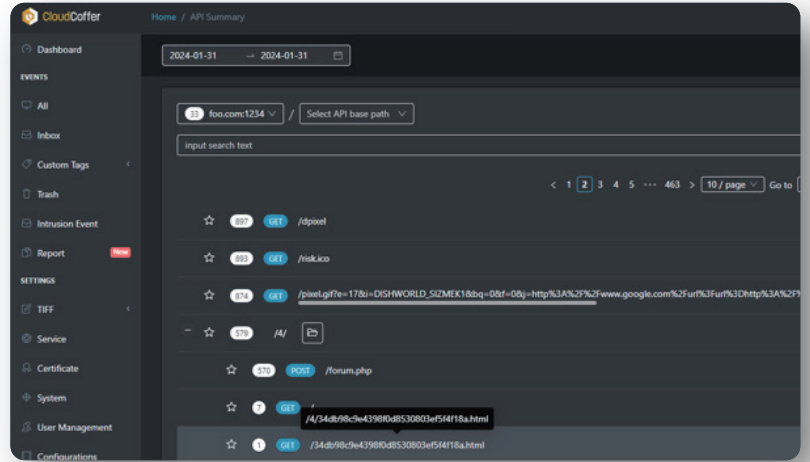 CloudCoffer
Home / API Summary
Dashboard
2024-01-31 → 2024-01-31
EVENTS
All
33 foo.com:1234 / Select API base path
Inbox
input search text
Custom Tags
< 1 2 3 4 5 ••• 463 > 10 / page Go to
Trash
897 GET /dpixel
Intrusion Event
Report New
893 GET /risk.ico
SETTINGS
874 GET /pixel.gif?e=17&i=DISHWORLD_SIZMEK1&bq=0&f=0&j=http%3A%2F%2Fwww.google.com%2Furl%3Furl%3Dhttp%3A%2F%
TIFF
579 /4/
Service
Certificate
570 POST /forum.php
System
7 GET /
/4/34db98c9e4398f0d8530803ef5f4f18a.html
User Management
1 GET /34db98c9e4398f0d8530803ef5f4f18a.html
Configurations